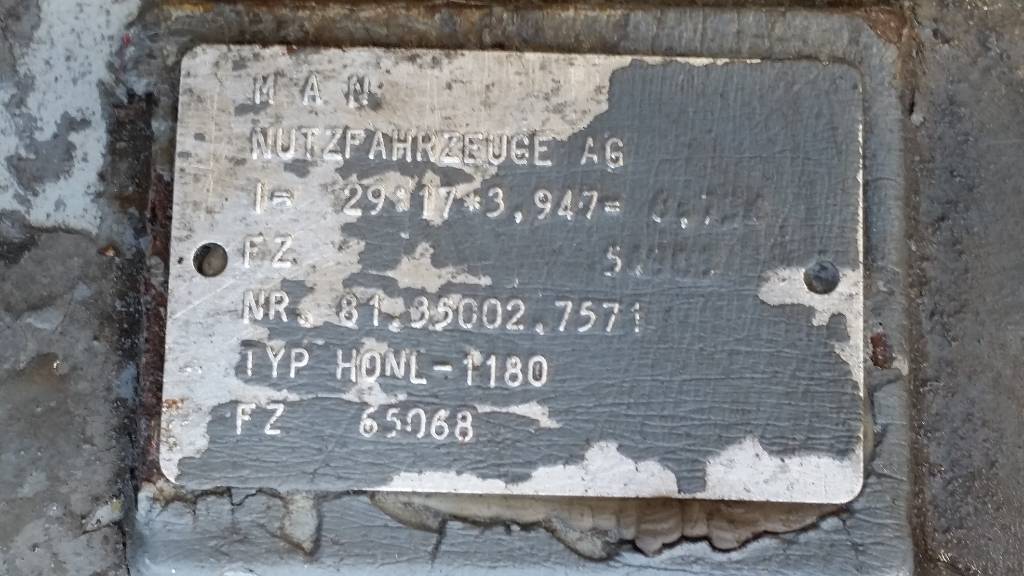 M A N
NUTZFAHRZEUGE AG
I= 29*17*3,947=
FZ
NR. 81.35002.7571
TYP HONL-1180
FZ 65068